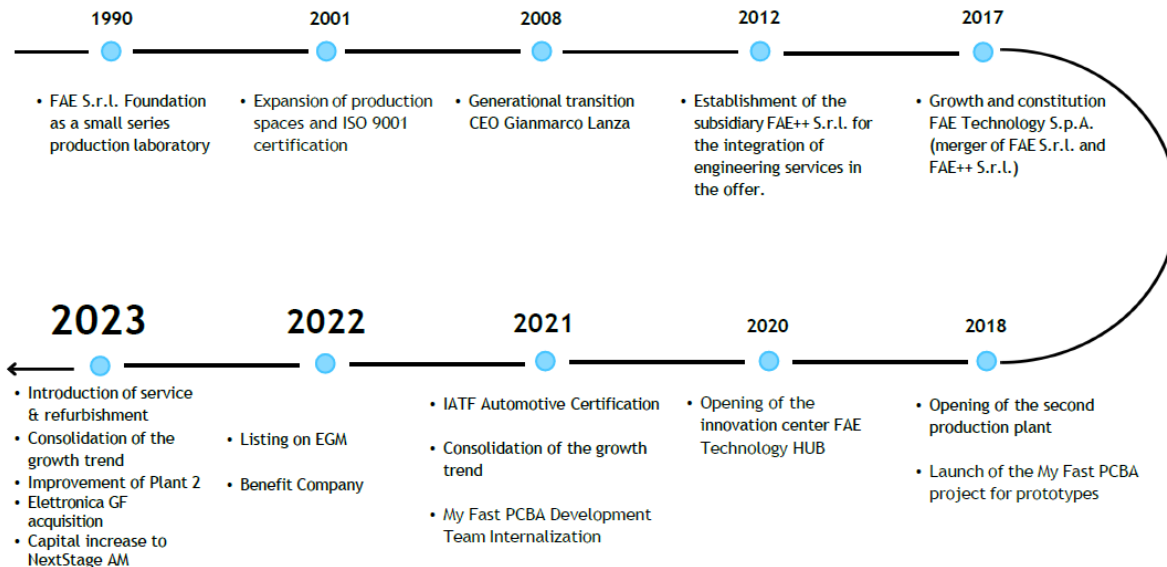 1990
• FAE S.r.l. Foundation
as a small series
production laboratory
2001
• Expansion of production
spaces and ISO 9001
certification
2008
• Generational transition
CEO Gianmarco Lanza
2012
• Establishment of the
subsidiary FAE++ S.r.l. for
the integration of
engineering services in
the offer.
2017
• Growth and constitution
FAE Technology S.p.A.
(merger of FAE S.r.l. and
FAE++ S.r.l.)
2023
• Introduction of service
& refurbishment
• Consolidation of the
growth trend
• Improvement of Plant 2
• Elettronica GF
acquisition
• Capital increase to
NextStage AM
2022
• Listing on EGM
• Benefit Company
2021
• IATF Automotive Certification
• Consolidation of the growth
trend
• My Fast PCBA Development
Team Internalization
2020
• Opening of the
innovation center FAE
Technology HUB
2018
• Opening of the second
production plant
• Launch of the My Fast PCBA
project for prototypes